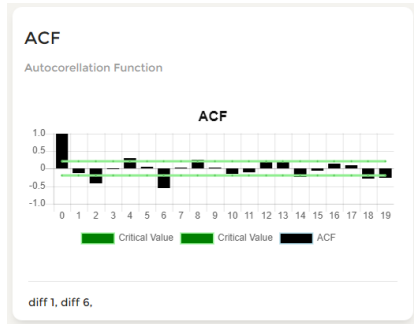 ACF
Autocorellation Function
ACF
1.0
0.5
0
-0.5
-1.0
0 1 2 3 4 5 6 7 8 9 10 11 12 13 14 15 16 17 18 19
Critical Value Critical Value ACF
diff 1, diff 6,